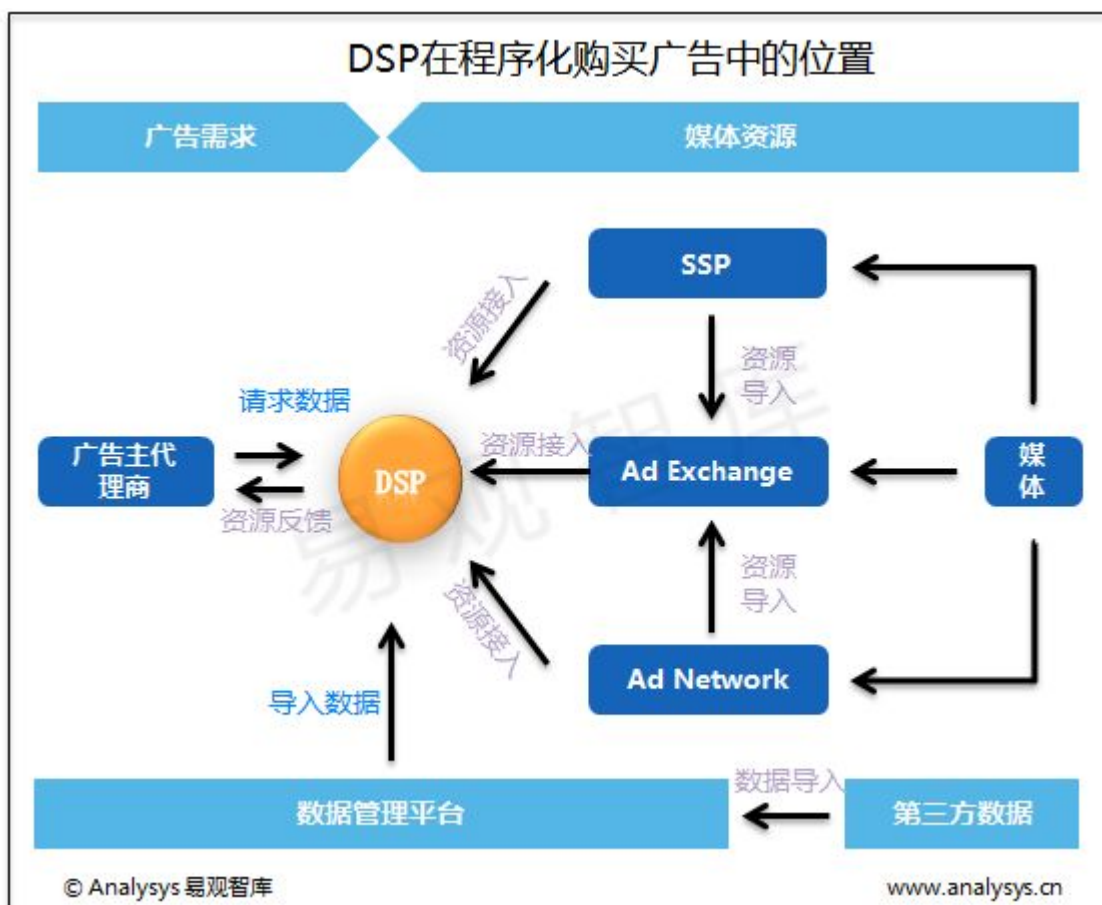 DSP在程序化购买广告中的位置
广告需求
媒体资源
SSP
资源接入
资源
导入
请求数据
广告主代
理商
DSP
资源接入
Ad Exchange
媒
体
资源反馈
资源接入
资源
导入
Ad Network
导入数据
数据导入
数据管理平台
第三方数据
易观智库
© Analysys 易观智库
www.analysys.cn